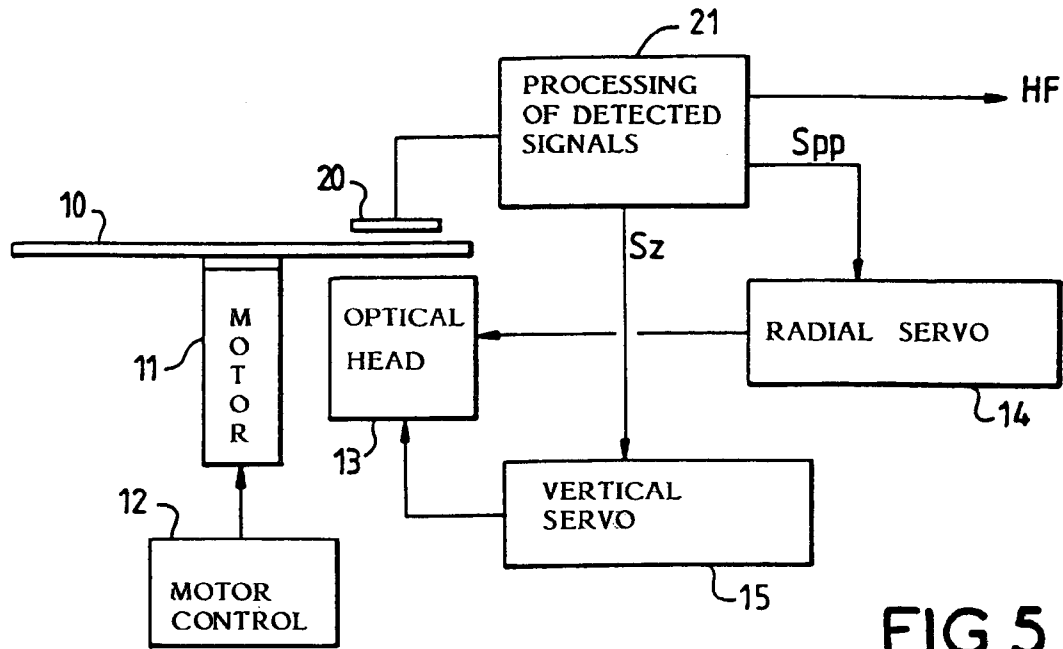 21
PROCESSING
OF DETECTED
SIGNALS
HF
Spp
20
10
Sz
MOTOR
11
OPTICAL
HEAD
13
RADIAL SERVO
14
12
MOTOR
CONTROL
VERTICAL
SERVO
15
FIG.5